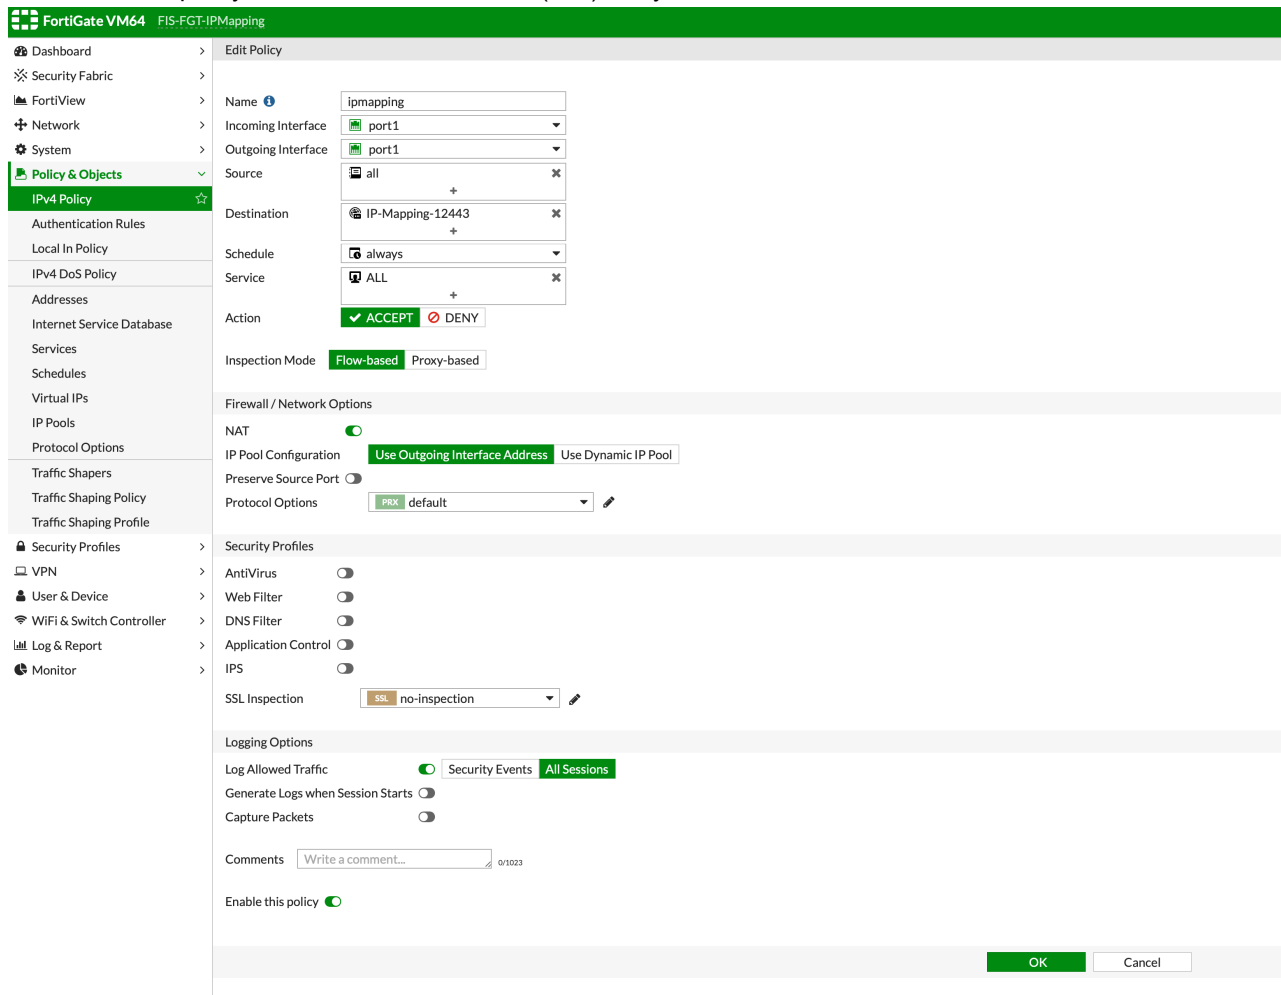 FortiGate VM64 FIS-FGT-IPMapping
Dashboard
Security Fabric
FortiView
Network
System
Policy & Objects
IPv4 Policy
Authentication Rules
Local In Policy
IPv4 DoS Policy
Addresses
Internet Service Database
Services
Schedules
Virtual IPs
IP Pools
Protocol Options
Traffic Shapers
Traffic Shaping Policy
Traffic Shaping Profile
Security Profiles
VPN
User & Device
WiFi & Switch Controller
Log & Report
Monitor
Edit Policy
Name ipmapping
Incoming Interface port1
Outgoing Interface port1
Source all
+
Destination IP-Mapping-12443
+
Schedule always
Service ALL
+
Action ACCEPT DENY
Inspection Mode Flow-based Proxy-based
Firewall / Network Options
NAT
IP Pool Configuration Use Outgoing Interface Address Use Dynamic IP Pool
Preserve Source Port
Protocol Options PRX default
Security Profiles
AntiVirus
Web Filter
DNS Filter
Application Control
IPS
SSL Inspection SSL no-inspection
Logging Options
Log Allowed Traffic Security Events All Sessions
Generate Logs when Session Starts
Capture Packets
Comments Write a comment... 0/1023
Enable this policy
OK Cancel